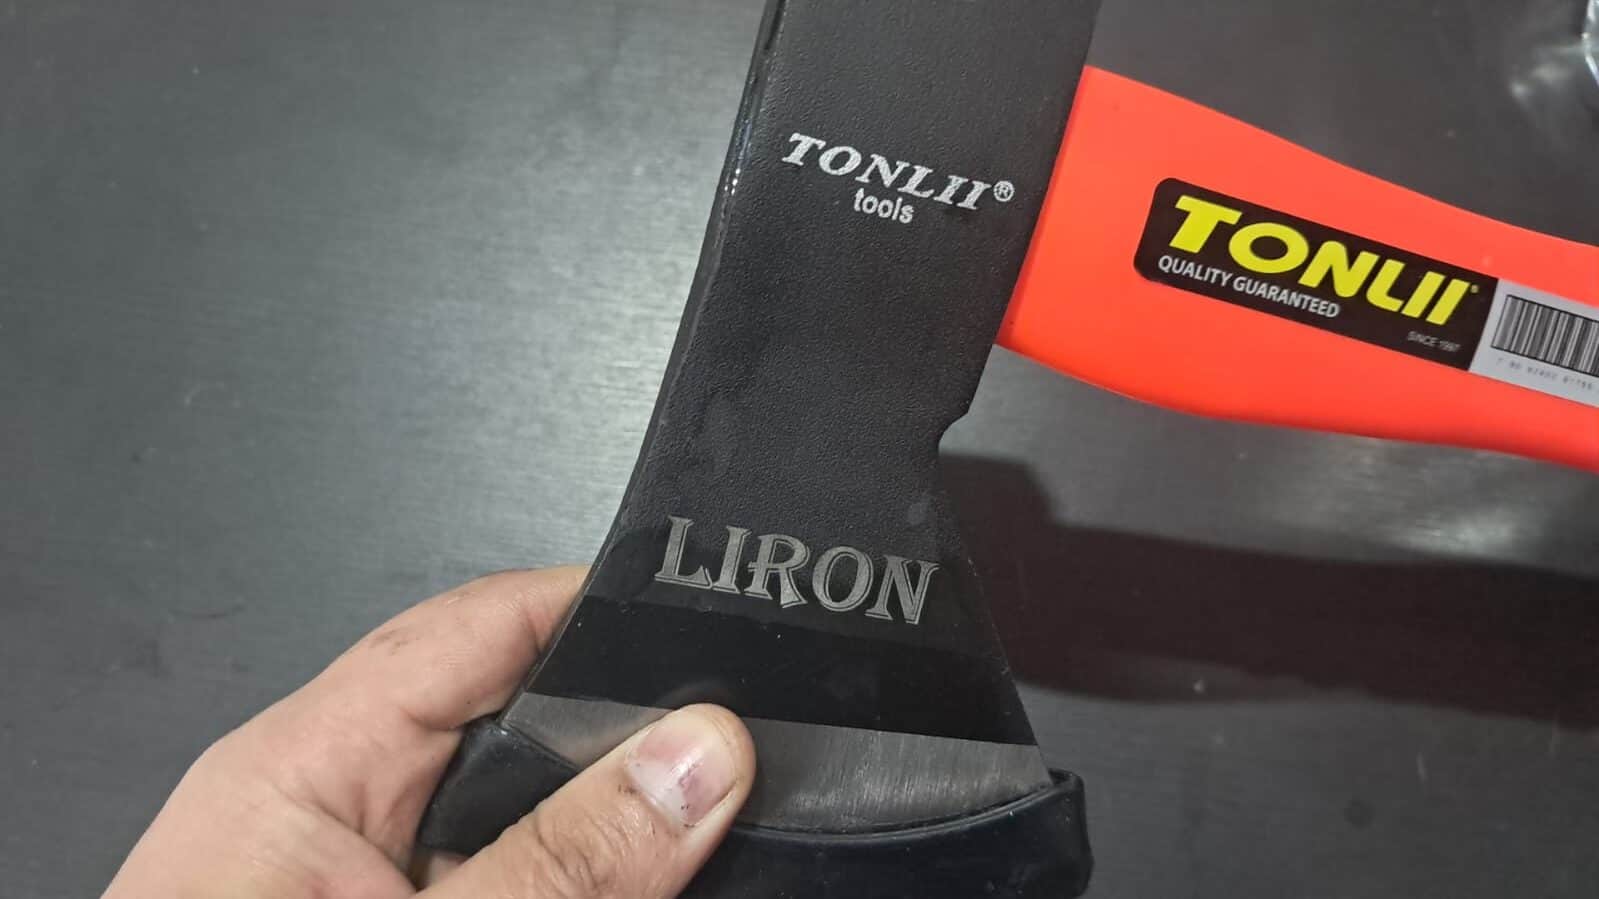 TONLII®
tools
TONLII®
QUALITY GUARANTEED
SINCE 1997
LIRON